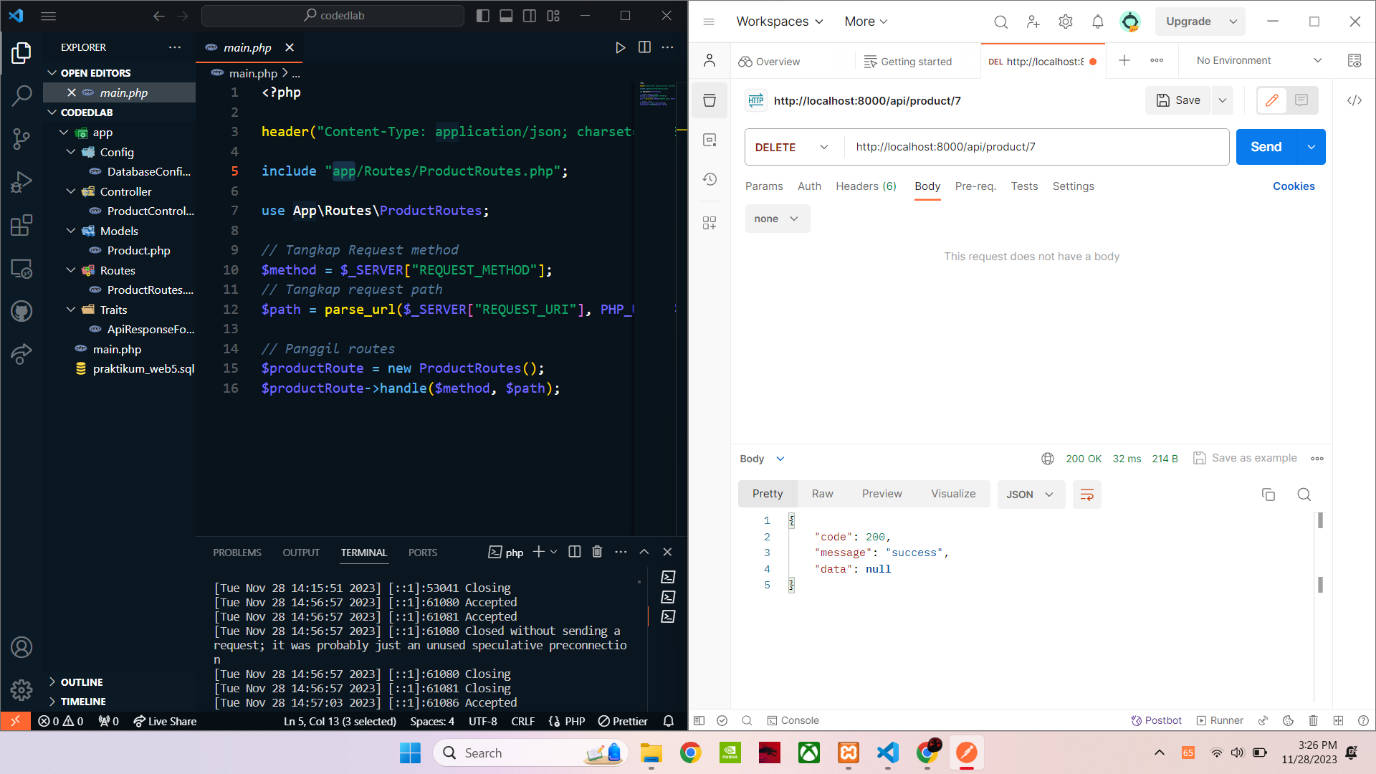 codedlab
EXPLORER
OPEN EDITORS
main.php
CODEDLAB
app
Config
DatabaseConfi...
Controller
ProductControl...
Models
Product.php
Routes
ProductRoutes....
Traits
ApiResponseFo...
main.php
praktikum_web5.sql
OUTLINE
TIMELINE
main.php
main.php > ...
1 <?php
2
3 header("Content-Type: application/json; charset=
4
5 include "app/Routes/ProductRoutes.php";
6
7 use App\Routes\ProductRoutes;
8
9 // Tangkap Request method
10 $method = $_SERVER["REQUEST_METHOD"];
11 // Tangkap request path
12 $path = parse_url($_SERVER["REQUEST_URI"], PHP_U
13
14 // Panggil routes
15 $productRoute = new ProductRoutes();
16 $productRoute->handle($method, $path);
PROBLEMS OUTPUT TERMINAL PORTS php
[Tue Nov 28 14:15:51 2023] [::1]:53041 Closing
[Tue Nov 28 14:56:57 2023] [::1]:61080 Accepted
[Tue Nov 28 14:56:57 2023] [::1]:61081 Accepted
[Tue Nov 28 14:56:57 2023] [::1]:61080 Closed without sending a
request; it was probably just an unused speculative preconnectio
n
[Tue Nov 28 14:56:57 2023] [::1]:61080 Closing
[Tue Nov 28 14:56:57 2023] [::1]:61081 Closing
[Tue Nov 28 14:57:03 2023] [::1]:61086 Accepted
0 0 0 Live Share Ln 5, Col 13 (3 selected) Spaces: 4 UTF-8 CRLF PHP Prettier
Workspaces More Upgrade
Overview Getting started DEL http://localhost:8 No Environment
HTTP http://localhost:8000/api/product/7 Save
DELETE http://localhost:8000/api/product/7 Send
Params Auth Headers (6) Body Pre-req. Tests Settings Cookies
none
This request does not have a body
Body 200 OK 32 ms 214 B Save as example
Pretty Raw Preview Visualize JSON
1 {
2 "code": 200,
3 "message": "success",
4 "data": null
5 }
Console Postbot Runner
Search
65
3:26 PM
11/28/2023